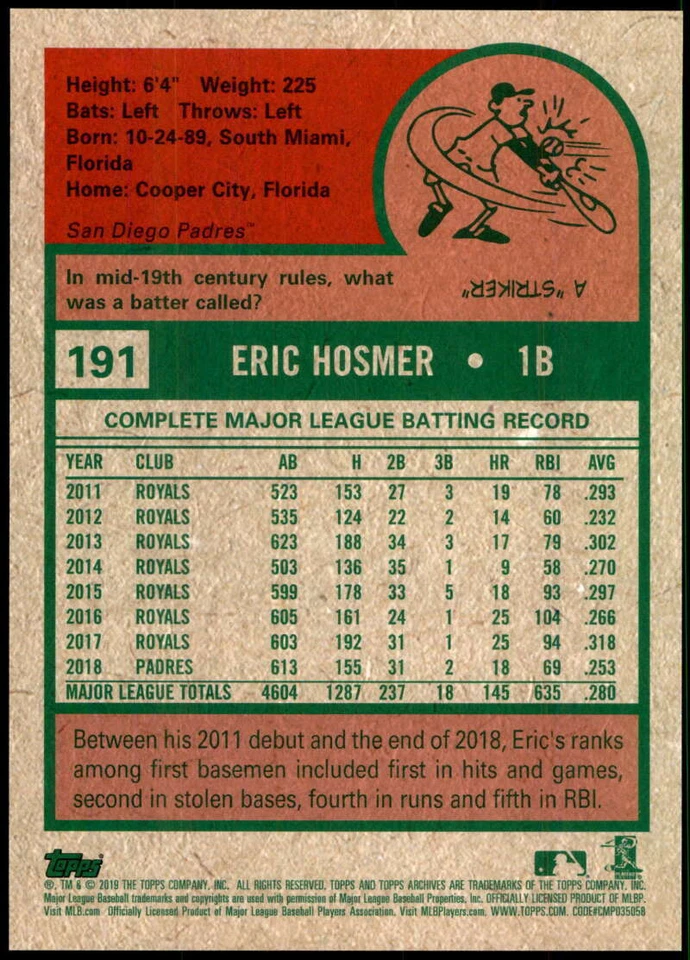 Height: 6'4" Weight: 225
Bats: Left Throws: Left
Born: 10-24-89, South Miami,
Florida
Home: Cooper City, Florida
San Diego Padres™
In mid-19th century rules, what
was a batter called?
A "STRIKER"
191 ERIC HOSMER • 1B
COMPLETE MAJOR LEAGUE BATTING RECORD
YEAR CLUB AB H 2B 3B HR RBI AVG
2011 ROYALS 523 153 27 3 19 78 .293
2012 ROYALS 535 124 22 2 14 60 .232
2013 ROYALS 623 188 34 3 17 79 .302
2014 ROYALS 503 136 35 1 9 58 .270
2015 ROYALS 599 178 33 5 18 93 .297
2016 ROYALS 605 161 24 1 25 104 .266
2017 ROYALS 603 192 31 1 25 94 .318
2018 PADRES 613 155 31 2 18 69 .253
MAJOR LEAGUE TOTALS 4604 1287 237 18 145 635 .280
Between his 2011 debut and the end of 2018, Eric's ranks
among first basemen included first in hits and games,
second in stolen bases, fourth in runs and fifth in RBI.
topps
®, TM & © 2019 THE TOPPS COMPANY, INC. ALL RIGHTS RESERVED. TOPPS AND TOPPS ARCHIVES ARE TRADEMARKS OF THE TOPPS COMPANY, INC.
Major League Baseball trademarks and copyrights are used with permission of Major League Baseball Properties, Inc. OFFICIALLY LICENSED PRODUCT OF MLBP.
Visit MLB.com Officially Licensed Product of Major League Baseball Players Association. Visit MLBPlayers.com. WWW.TOPPS.COM. CODE#CMP035058